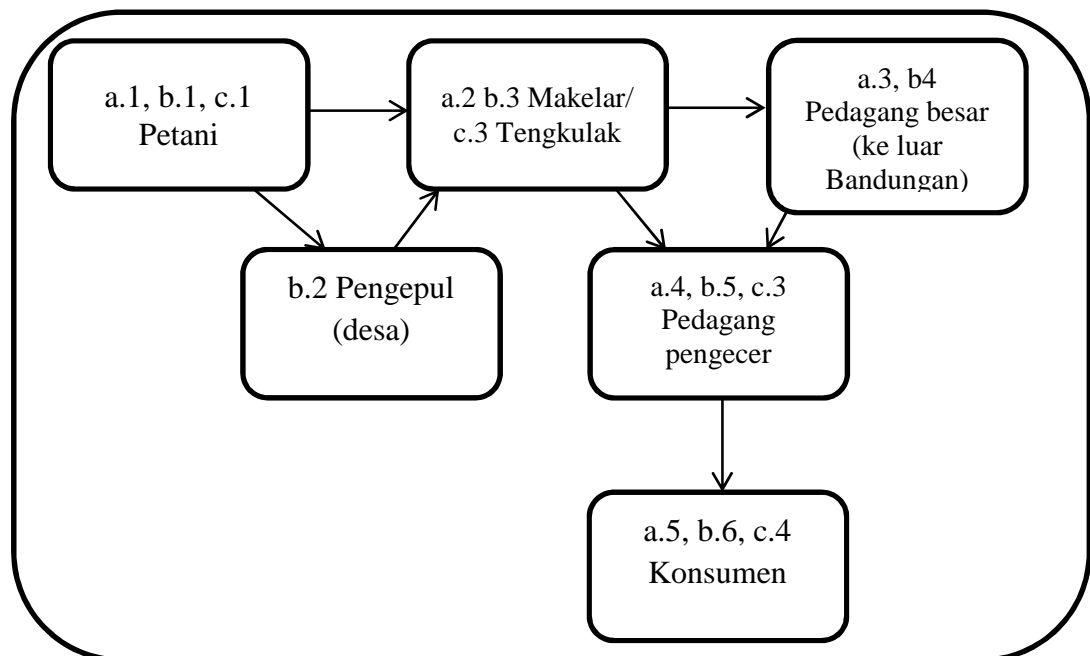 a.1, b.1, c.1
Petani
a.2 b.3 Makelar/
c.3 Tengkulak
a.3, b4
Pedagang besar
(ke luar
Bandungan)
b.2 Pengepul
(desa)
a.4, b.5, c.3
Pedagang
pengecer
a.5, b.6, c.4
Konsumen